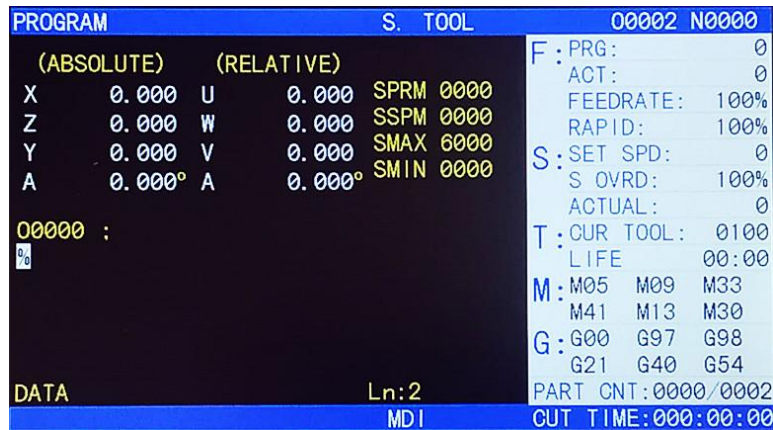 PROGRAM S. TOOL O0002 N0000
(ABSOLUTE) (RELATIVE)
X 0.000 U 0.000 SPRM 0000
Z 0.000 W 0.000 SSPM 0000
Y 0.000 V 0.000 SMAX 6000
A 0.000° A 0.000° SMIN 0000
O0000 ;
%
DATA Ln:2
MDI
F: PRG: 0
ACT: 0
FEEDRATE: 100%
RAPID: 100%
S: SET SPD: 0
S OVRD: 100%
ACTUAL: 0
T: CUR TOOL: 0100
LIFE 00:00
M: M05 M09 M33
M41 M13 M30
G: G00 G97 G98
G21 G40 G54
PART CNT:0000/0002
CUT TIME:000:00:00